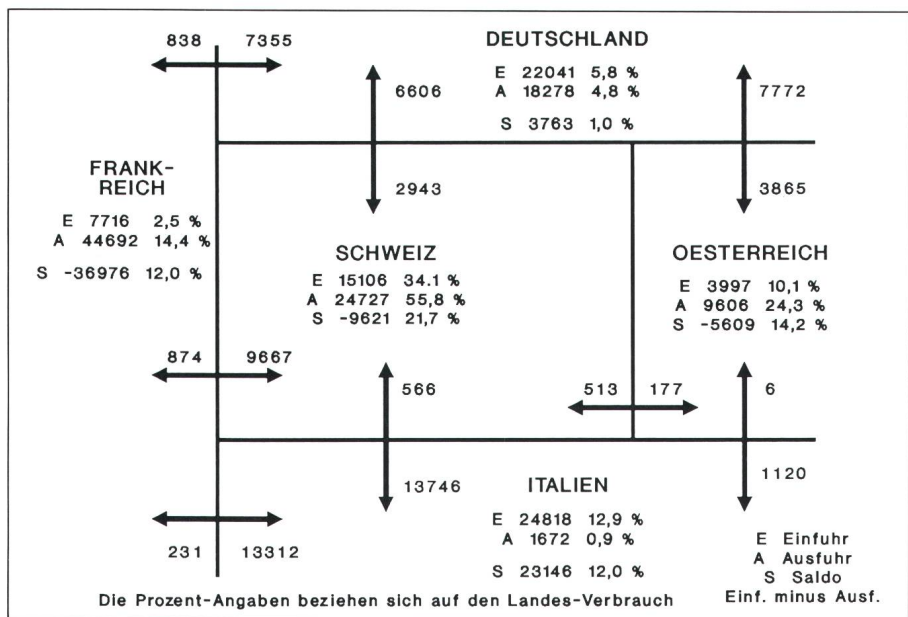 838 7355
DEUTSCHLAND
E 22041 5,8 %
A 18278 4,8 %
S 3763 1,0 %
6606
7772
2943
3865
FRANK-
REICH
E 7716 2,5 %
A 44692 14,4 %
S -36976 12,0 %
SCHWEIZ
E 15106 34.1 %
A 24727 55,8 %
S -9621 21,7 %
OESTERREICH
E 3997 10,1 %
A 9606 24,3 %
S -5609 14,2 %
874 9667
566
513 177
6
13746
1120
231 13312
ITALIEN
E 24818 12,9 %
A 1672 0,9 %
S 23146 12,0 %
E Einfuhr
A Ausfuhr
S Saldo
Einf. minus Ausf.
Die Prozent-Angaben beziehen sich auf den Landes-Verbrauch